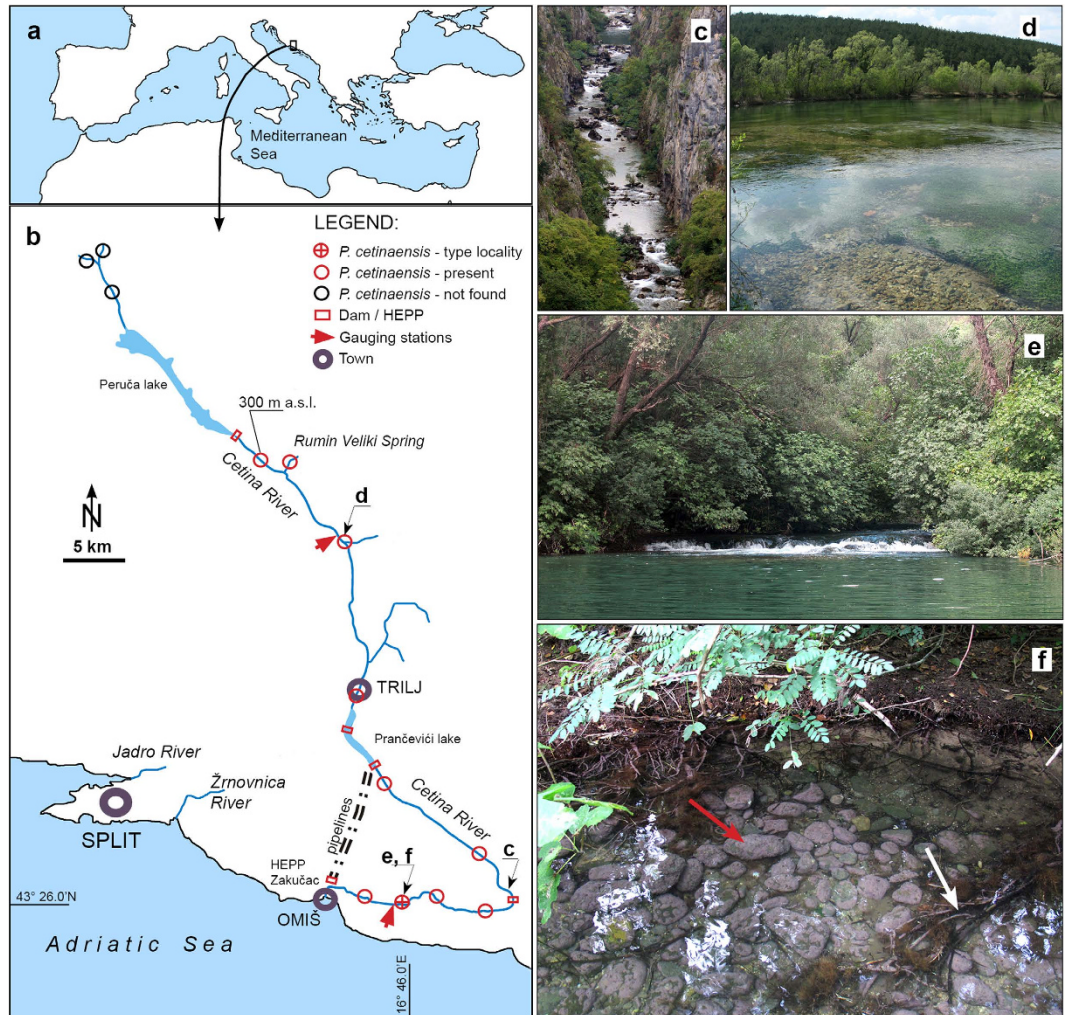 a
Mediterranean
Sea
b
LEGEND:
P. cetinaensis - type locality
P. cetinaensis - present
P. cetinaensis - not found
Dam / HEPP
Gauging stations
Town
Peruča lake
300 m a.s.l.
Rumin Veliki Spring
Cetina River
N
5 km
d
TRILJ
Prančevići lake
Jadro River
Žrnovnica
River
SPLIT
pipelines
Cetina River
HEPP
Zakučac
e, f
c
43° 26.0'N
OMIŠ
Adriatic Sea
16° 46.0'E
c
d
e
f